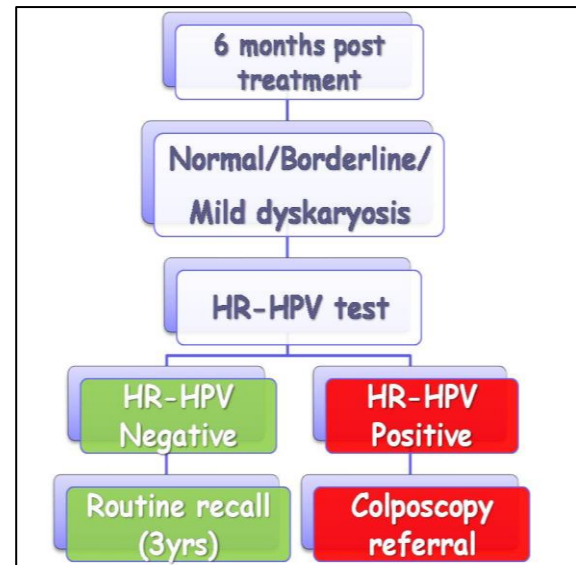 6 months post
treatment
Normal/Borderline/
Mild dyskaryosis
HR-HPV test
HR-HPV
Negative
HR-HPV
Positive
Routine recall
(3yrs)
Colposcopy
referral